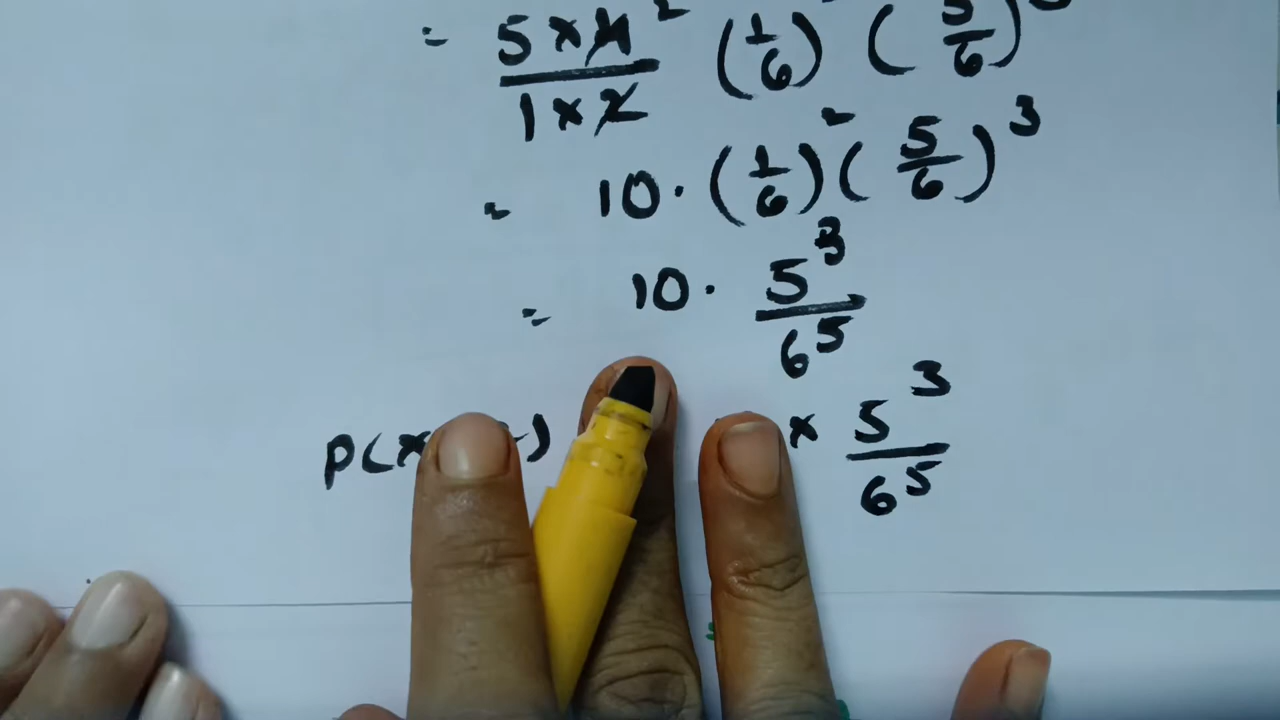 = 5×4² / 1×2 (1/6)² (5/6)³
= 10 · (1/6)² (5/6)³
= 10 · 5³/6⁵
P(x ) × 5³/6⁵